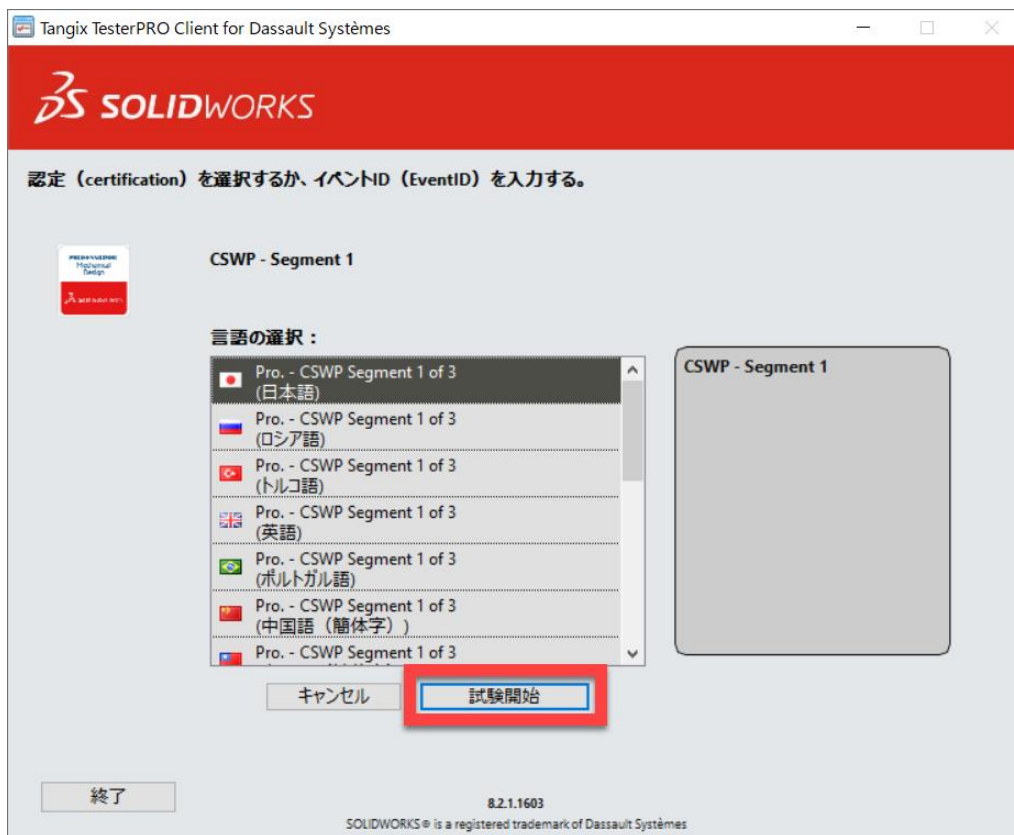 Tangix TesterPRO Client for Dassault Systèmes
SOLIDWORKS
認定（certification）を選択するか、イベントID（EventID）を入力する。
Mechanical
Design
CSWP - Segment 1
言語の選択：
Pro. - CSWP Segment 1 of 3
(日本語)
Pro. - CSWP Segment 1 of 3
(ロシア語)
Pro. - CSWP Segment 1 of 3
(トルコ語)
Pro. - CSWP Segment 1 of 3
(英語)
Pro. - CSWP Segment 1 of 3
(ポルトガル語)
Pro. - CSWP Segment 1 of 3
(中国語（簡体字）)
Pro. - CSWP Segment 1 of 3
CSWP - Segment 1
キャンセル
試験開始
終了
8.2.1.1603
SOLIDWORKS® is a registered trademark of Dassault Systèmes